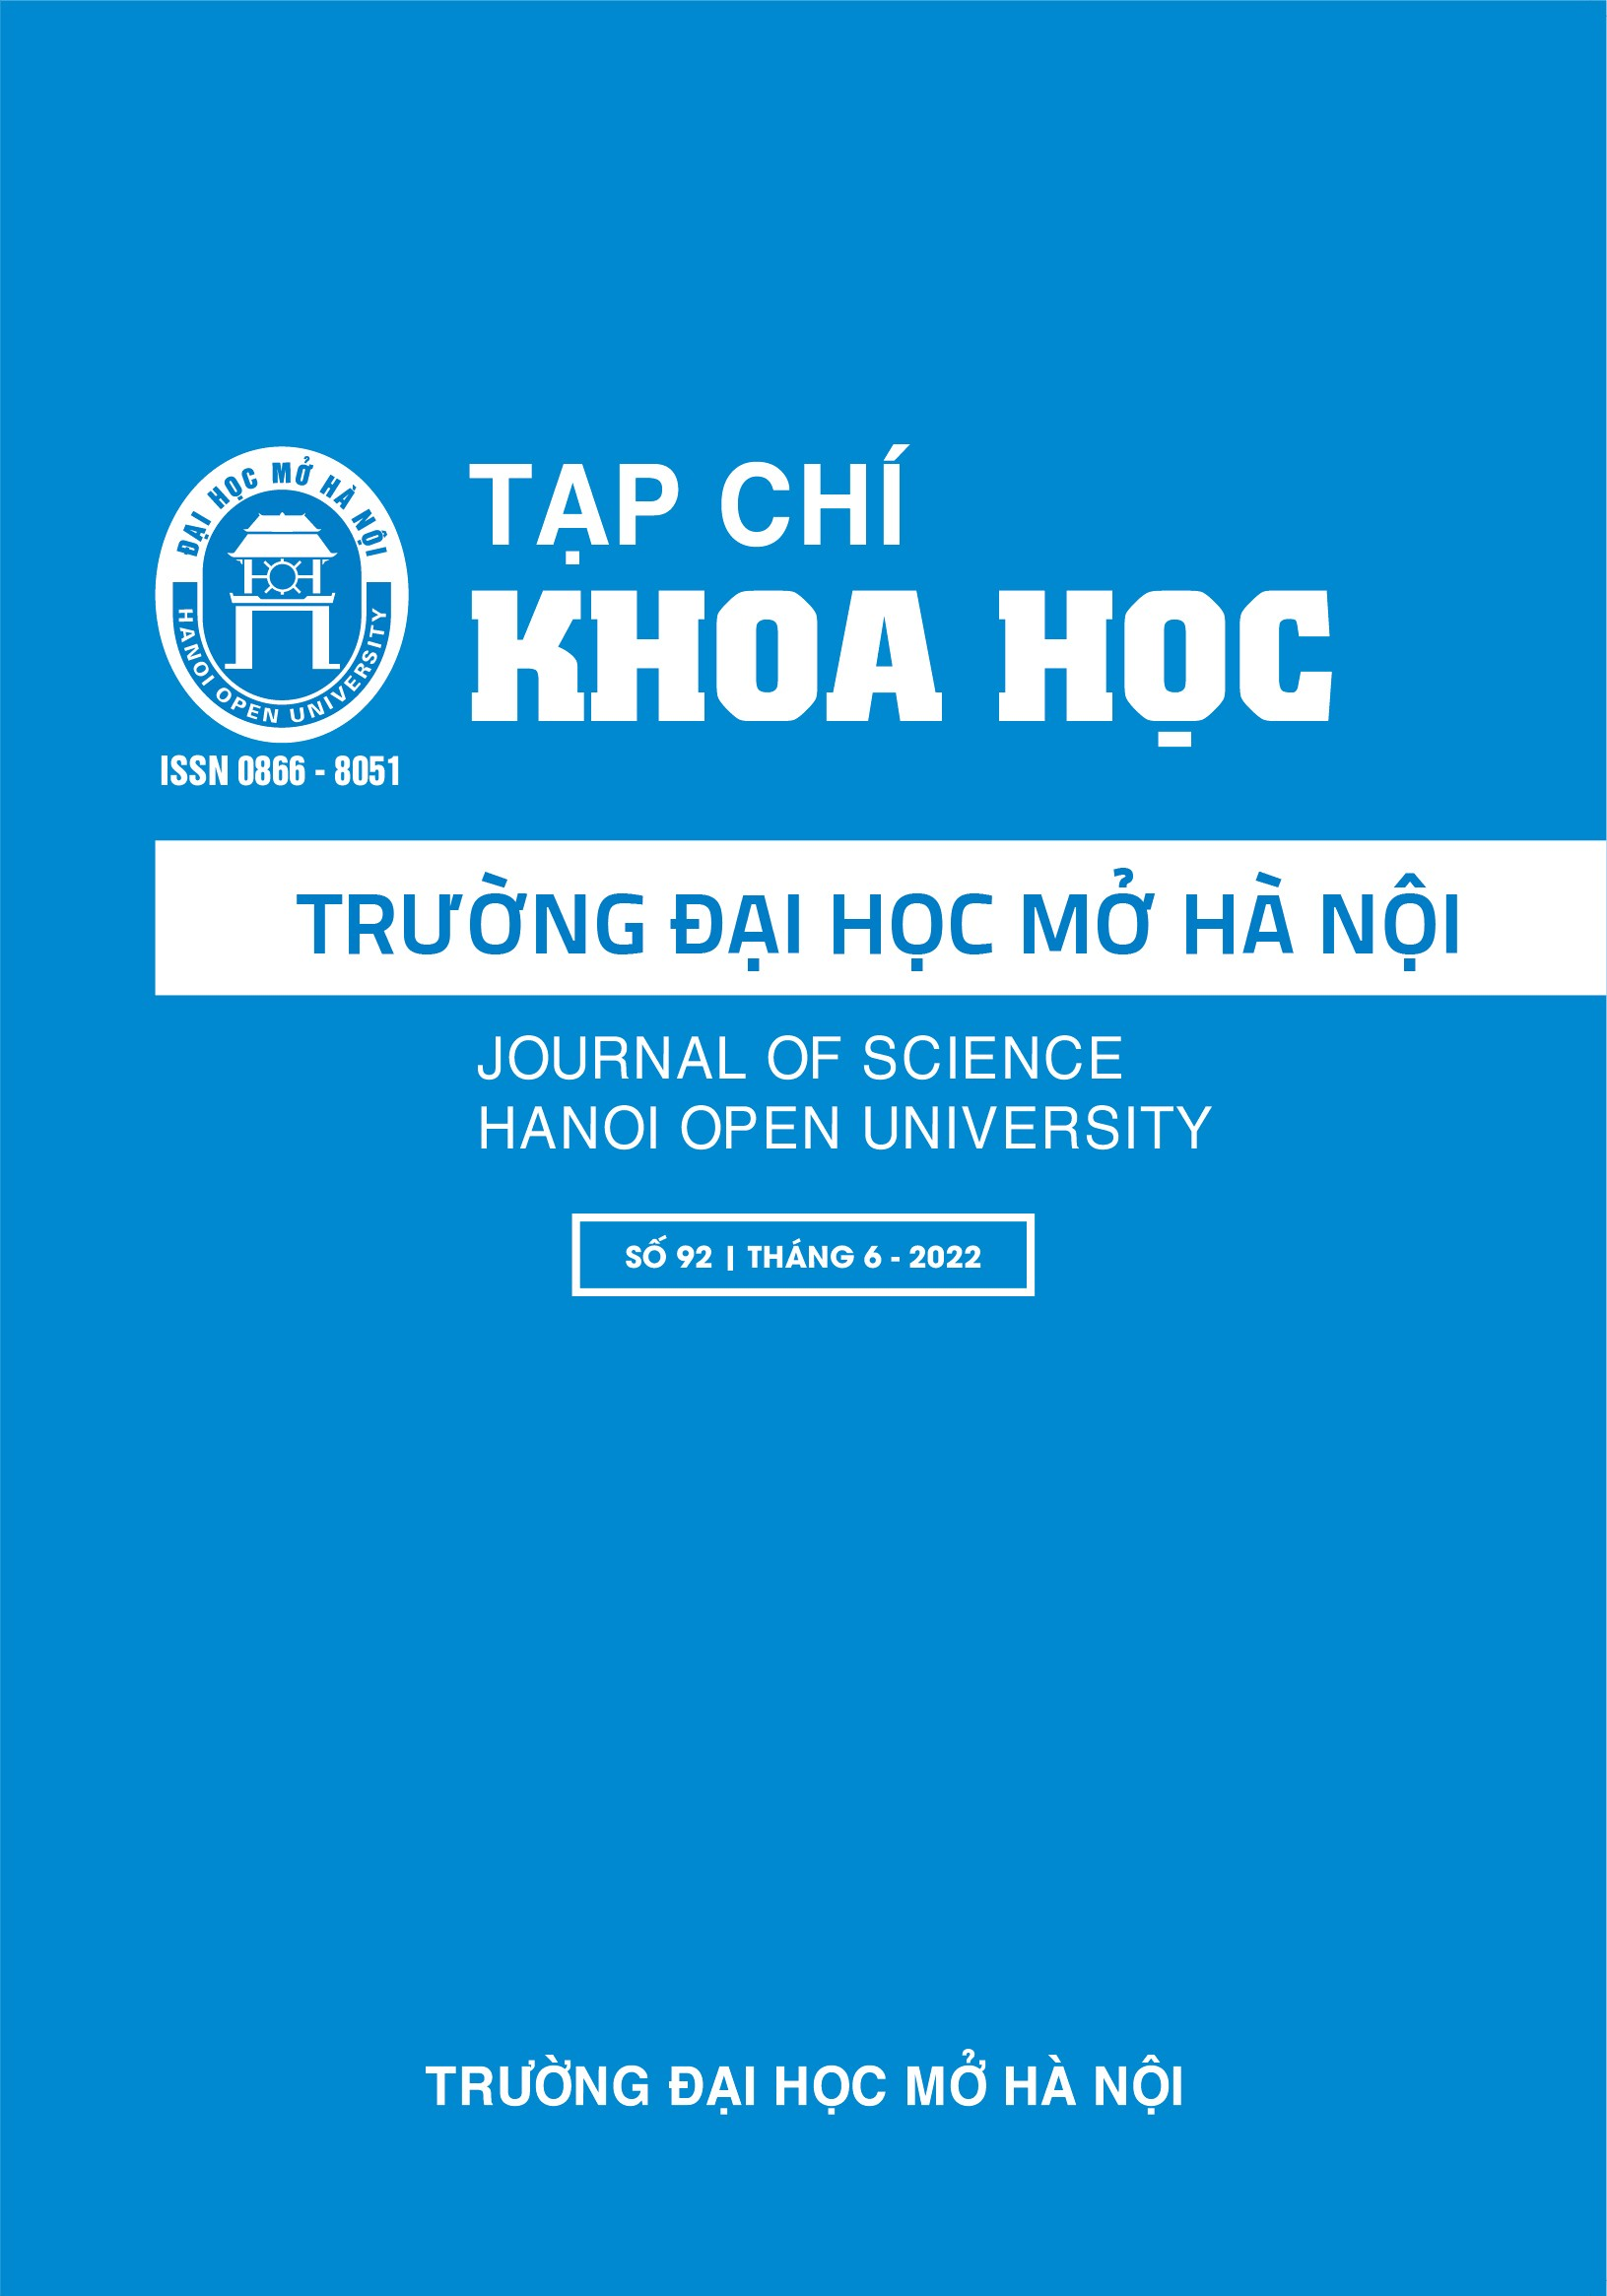 ĐẠI HỌC MỞ HÀ NỘI
HANOI OPEN UNIVERSITY
ISSN 0866 - 8051
TẠP CHÍ
KHOA HỌC
TRƯỜNG ĐẠI HỌC MỞ HÀ NỘI
JOURNAL OF SCIENCE
HANOI OPEN UNIVERSITY
SỐ 92 | THÁNG 6 - 2022
TRƯỜNG ĐẠI HỌC MỞ HÀ NỘI